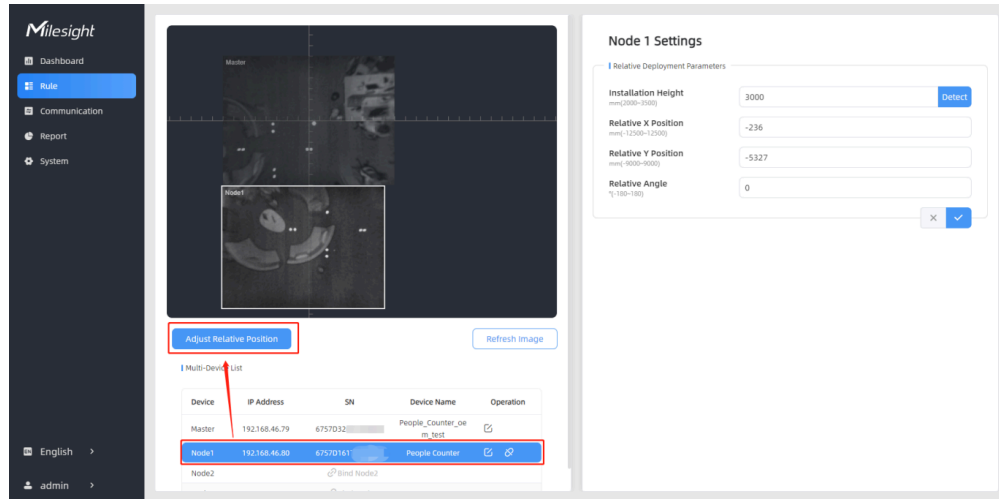 Milesight
Dashboard
Rule
Communication
Report
System
English
admin
Master
Node1
Adjust Relative Position
Refresh Image
Multi-Device List
Device IP Address SN Device Name Operation
Master 192.168.46.79 6757D32 People_Counter_oe
m_test
Node1 192.168.46.80 6757D161 People Counter
Node2 Bind Node2
Node 1 Settings
Relative Deployment Parameters
Installation Height 3000 Detect
mm(2000~3500)
Relative X Position -236
mm(-12500~12500)
Relative Y Position -5327
mm(-9000~9000)
Relative Angle 0
°(-180~180)